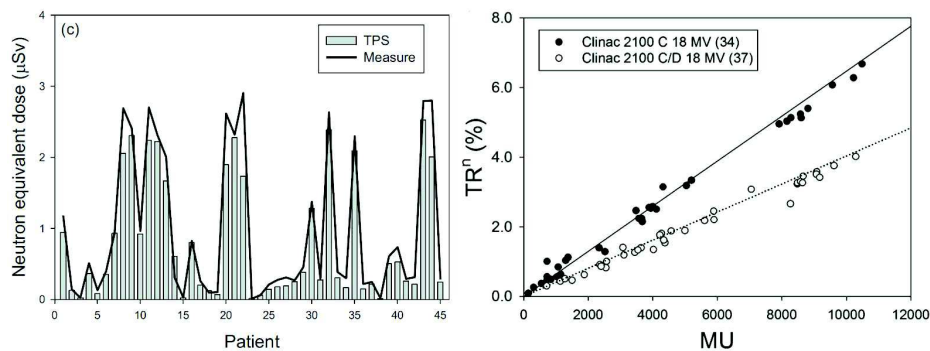 (c)
TPS
Measure
Neutron equivalent dose (μSv)
4
3
2
1
0
0 5 10 15 20 25 30 35 40 45
Patient
Clinac 2100 C 18 MV (34)
Clinac 2100 C/D 18 MV (37)
TRⁿ (%)
8.0
6.0
4.0
2.0
0.0
0 2000 4000 6000 8000 10000 12000
MU